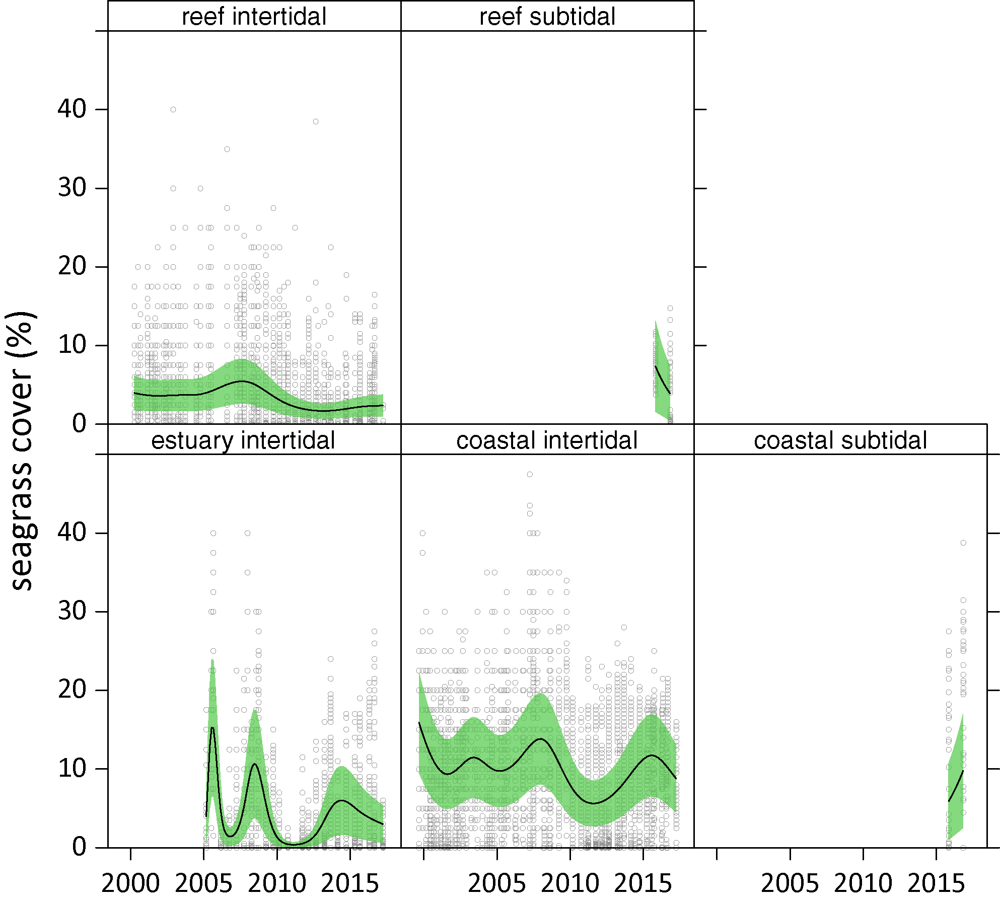 reef intertidal
reef subtidal
40
30
20
10
0
seagrass cover (%)
estuary intertidal
coastal intertidal
coastal subtidal
40
30
20
10
0
2000 2005 2010 2015
2005 2010 2015
2005 2010 2015